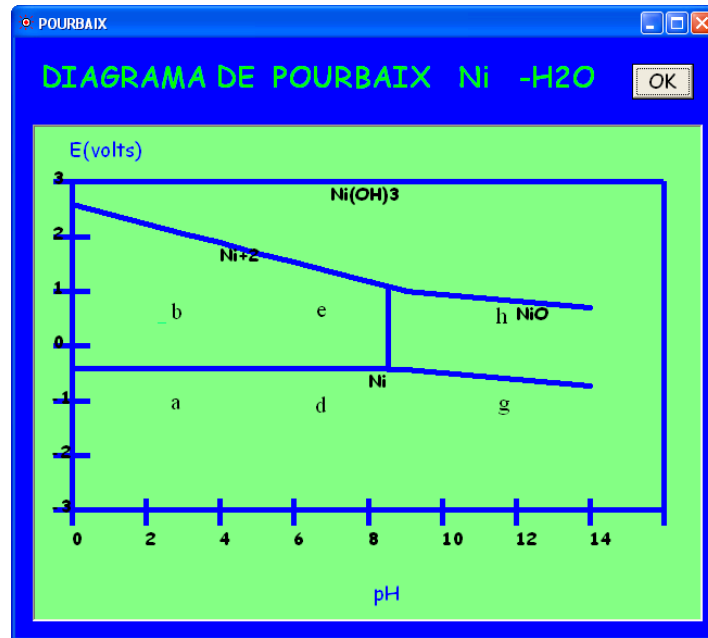 POURBAIX
DIAGRAMA DE POURBAIX Ni -H2O
OK
E(volts)
3
Ni(OH)3
2
Ni+2
1
b
e
h
NiO
0
Ni
-1
a
d
g
-2
-3
0 2 4 6 8 10 12 14
pH